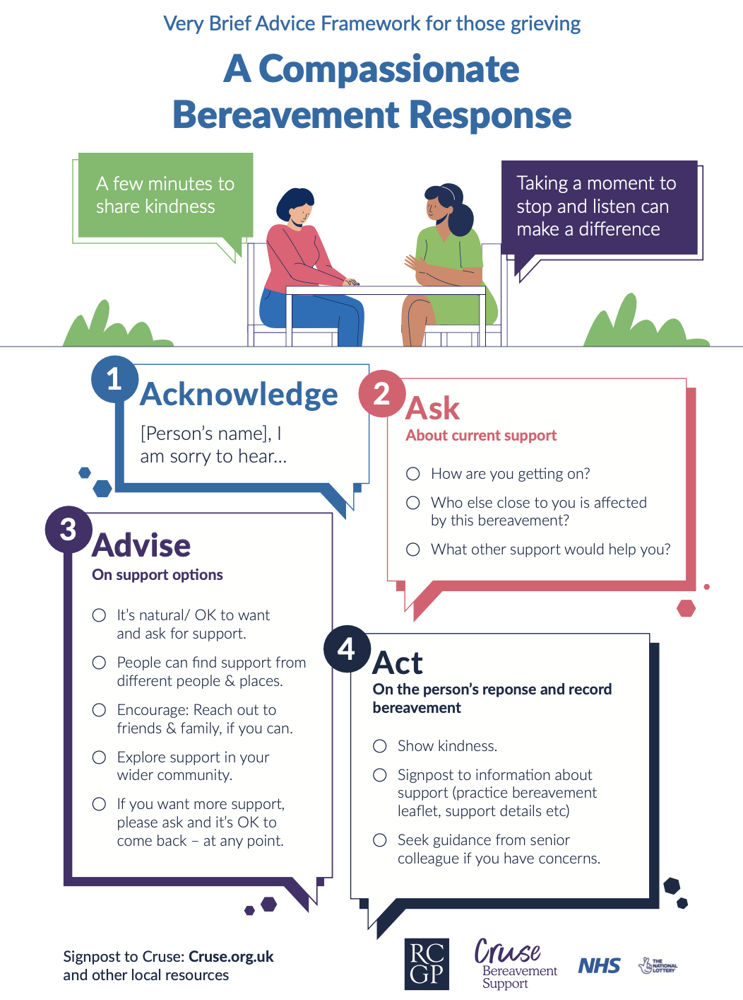 Very Brief Advice Framework for those grieving
A Compassionate
Bereavement Response
A few minutes to
share kindness
Taking a moment to
stop and listen can
make a difference
1
Acknowledge
[Person's name], I
am sorry to hear...
2
Ask
About current support
How are you getting on?
Who else close to you is affected
by this bereavement?
What other support would help you?
3
Advise
On support options
It's natural/ OK to want
and ask for support.
People can find support from
different people & places.
Encourage: Reach out to
friends & family, if you can.
Explore support in your
wider community.
If you want more support,
please ask and it's OK to
come back – at any point.
4
Act
On the person's reponse and record
bereavement
Show kindness.
Signpost to information about
support (practice bereavement
leaflet, support details etc)
Seek guidance from senior
colleague if you have concerns.
Signpost to Cruse: Cruse.org.uk
and other local resources
RC
GP
Cruse
Bereavement
Support
NHS
THE
NATIONAL
LOTTERY